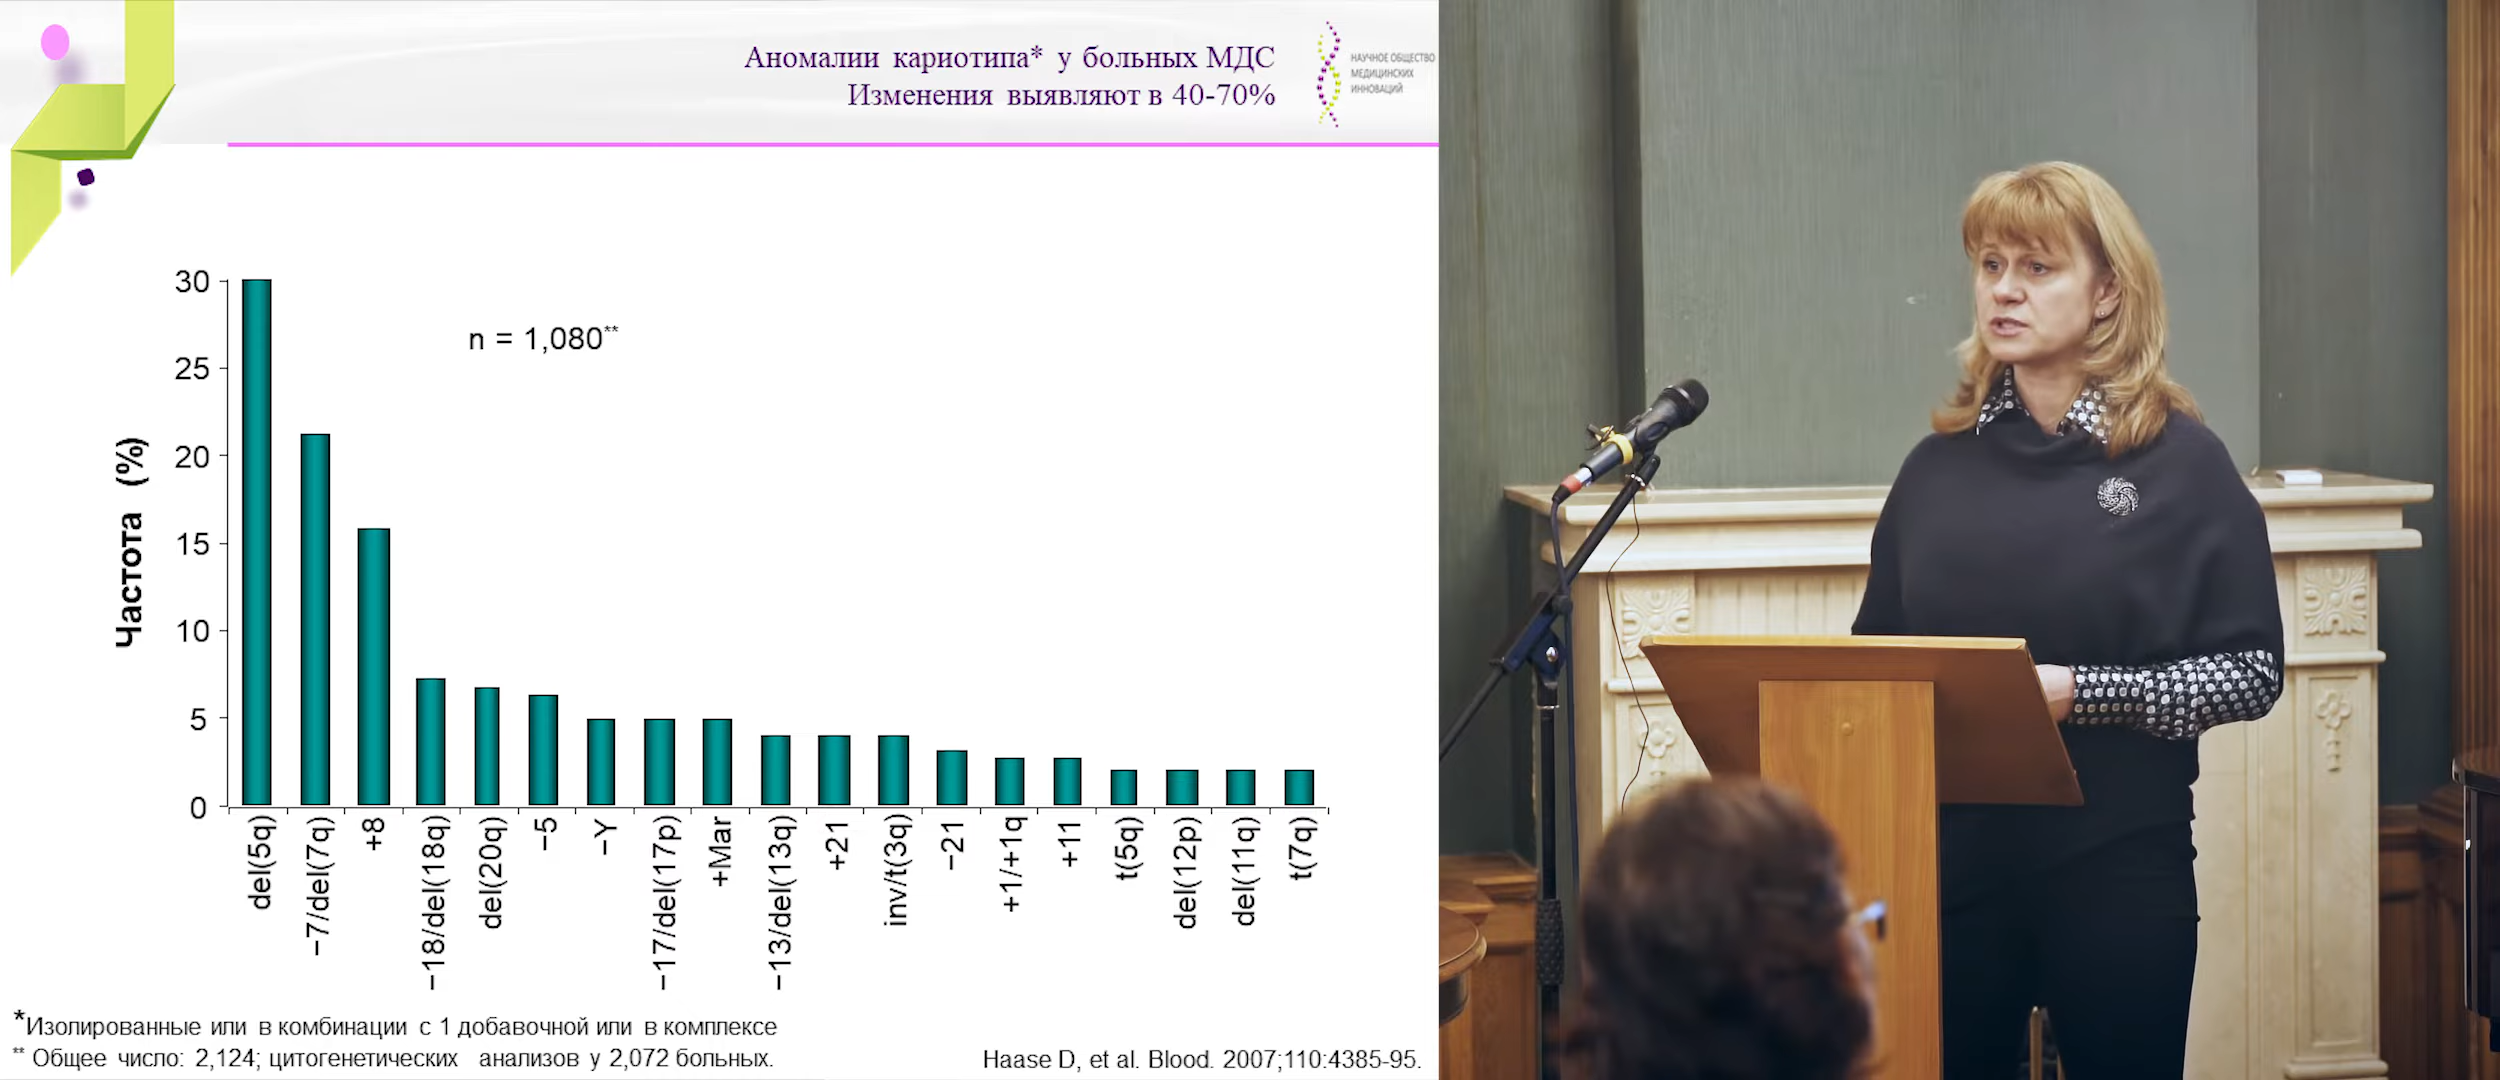 Аномалии кариотипа* у больных МДС
Изменения выявляют в 40-70%
НАУЧНОЕ ОБЩЕСТВО
МЕДИЦИНСКИХ
ИННОВАЦИЙ
n = 1,080**
Частота (%)
30
25
20
15
10
5
0
del(5q)
−7/del(7q)
+8
−18/del(18q)
del(20q)
−5
−Y
−17/del(17p)
+Mar
−13/del(13q)
+21
inv/t(3q)
−21
+1/+1q
+11
t(5q)
del(12p)
del(11q)
t(7q)
*Изолированные или в комбинации с 1 добавочной или в комплексе
** Общее число: 2,124; цитогенетических анализов у 2,072 больных.
Haase D, et al. Blood. 2007;110:4385-95.